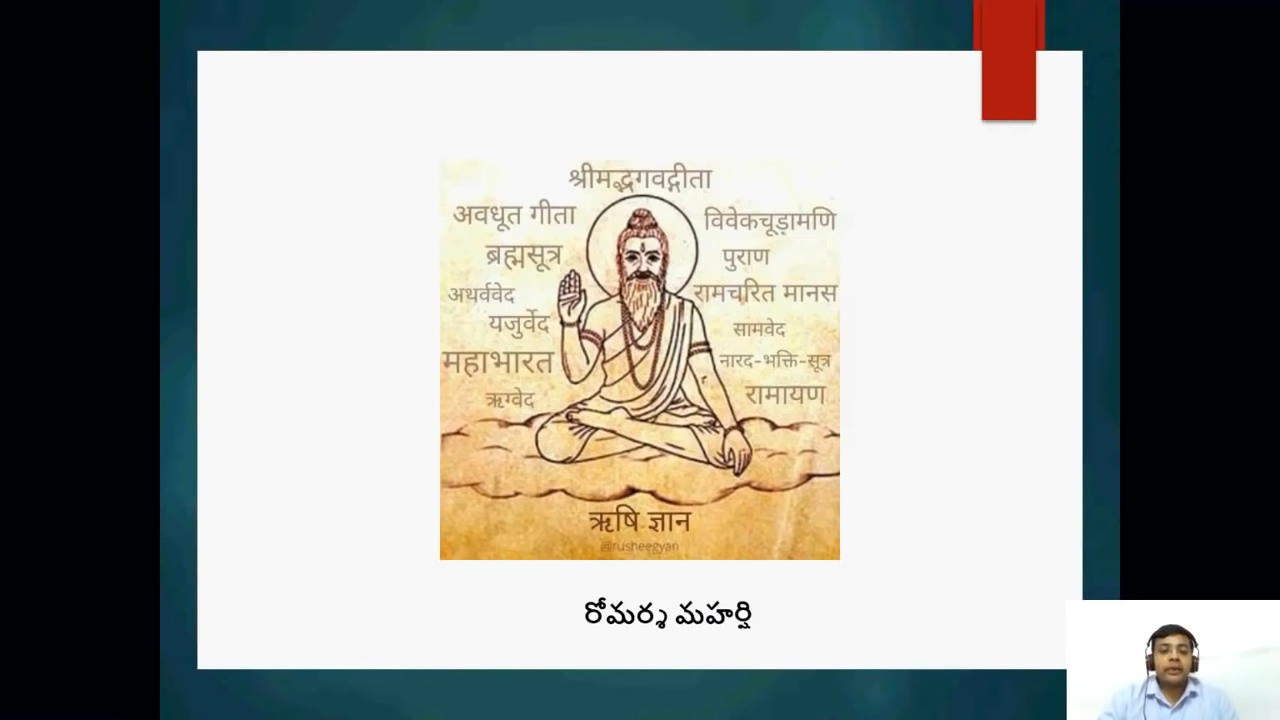 श्रीमद्भगवद्गीता
अवधूत गीता
विवेकचूड़ामणि
ब्रह्मसूत्र
पुराण
अथर्ववेद
रामचरित मानस
यजुर्वेद
सामवेद
महाभारत
नारद-भक्ति-सूत्र
ऋग्वेद
रामायण
ऋषि ज्ञान
@rusheegyan
రోమర్శ మహర్షి